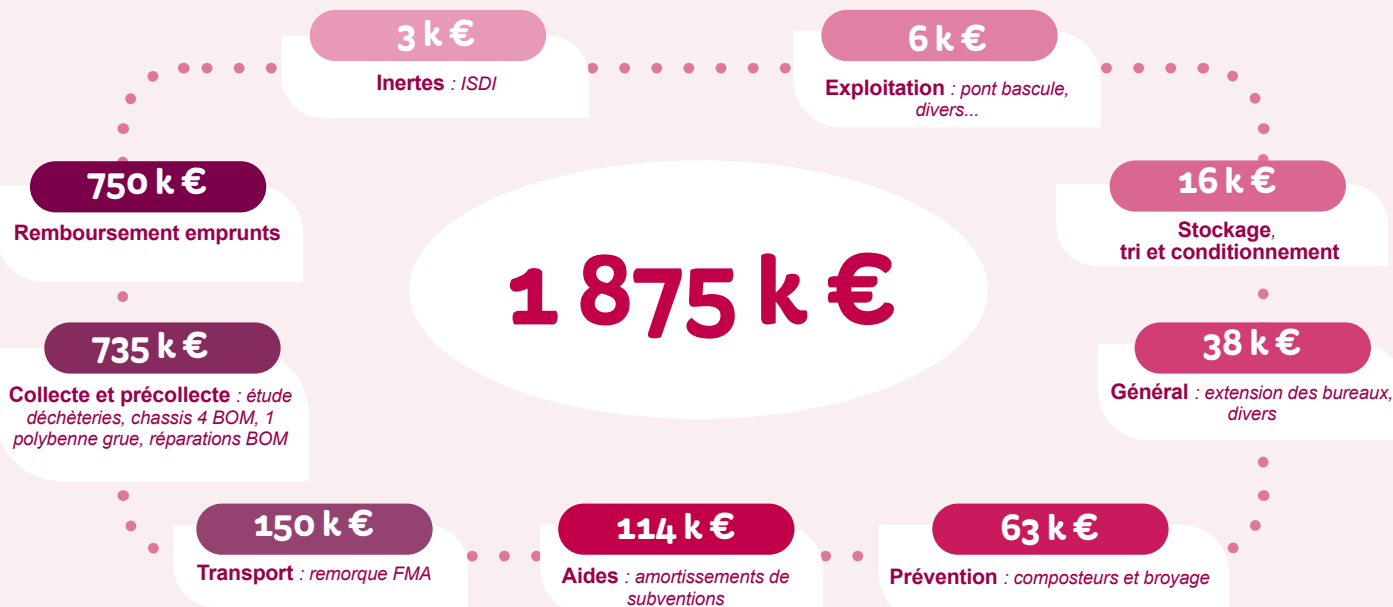 3 k €
Inertes : ISDI
6 k €
Exploitation : pont bascule,
divers...
750 k €
Remboursement emprunts
16 k €
Stockage,
tri et conditionnement
1 875 k €
735 k €
Collecte et précollecte : étude
déchèteries, chassis 4 BOM, 1
polybenne grue, réparations BOM
38 k €
Général : extension des bureaux,
divers
150 k €
Transport : remorque FMA
114 k €
Aides : amortissements de
subventions
63 k €
Prévention : composteurs et broyage